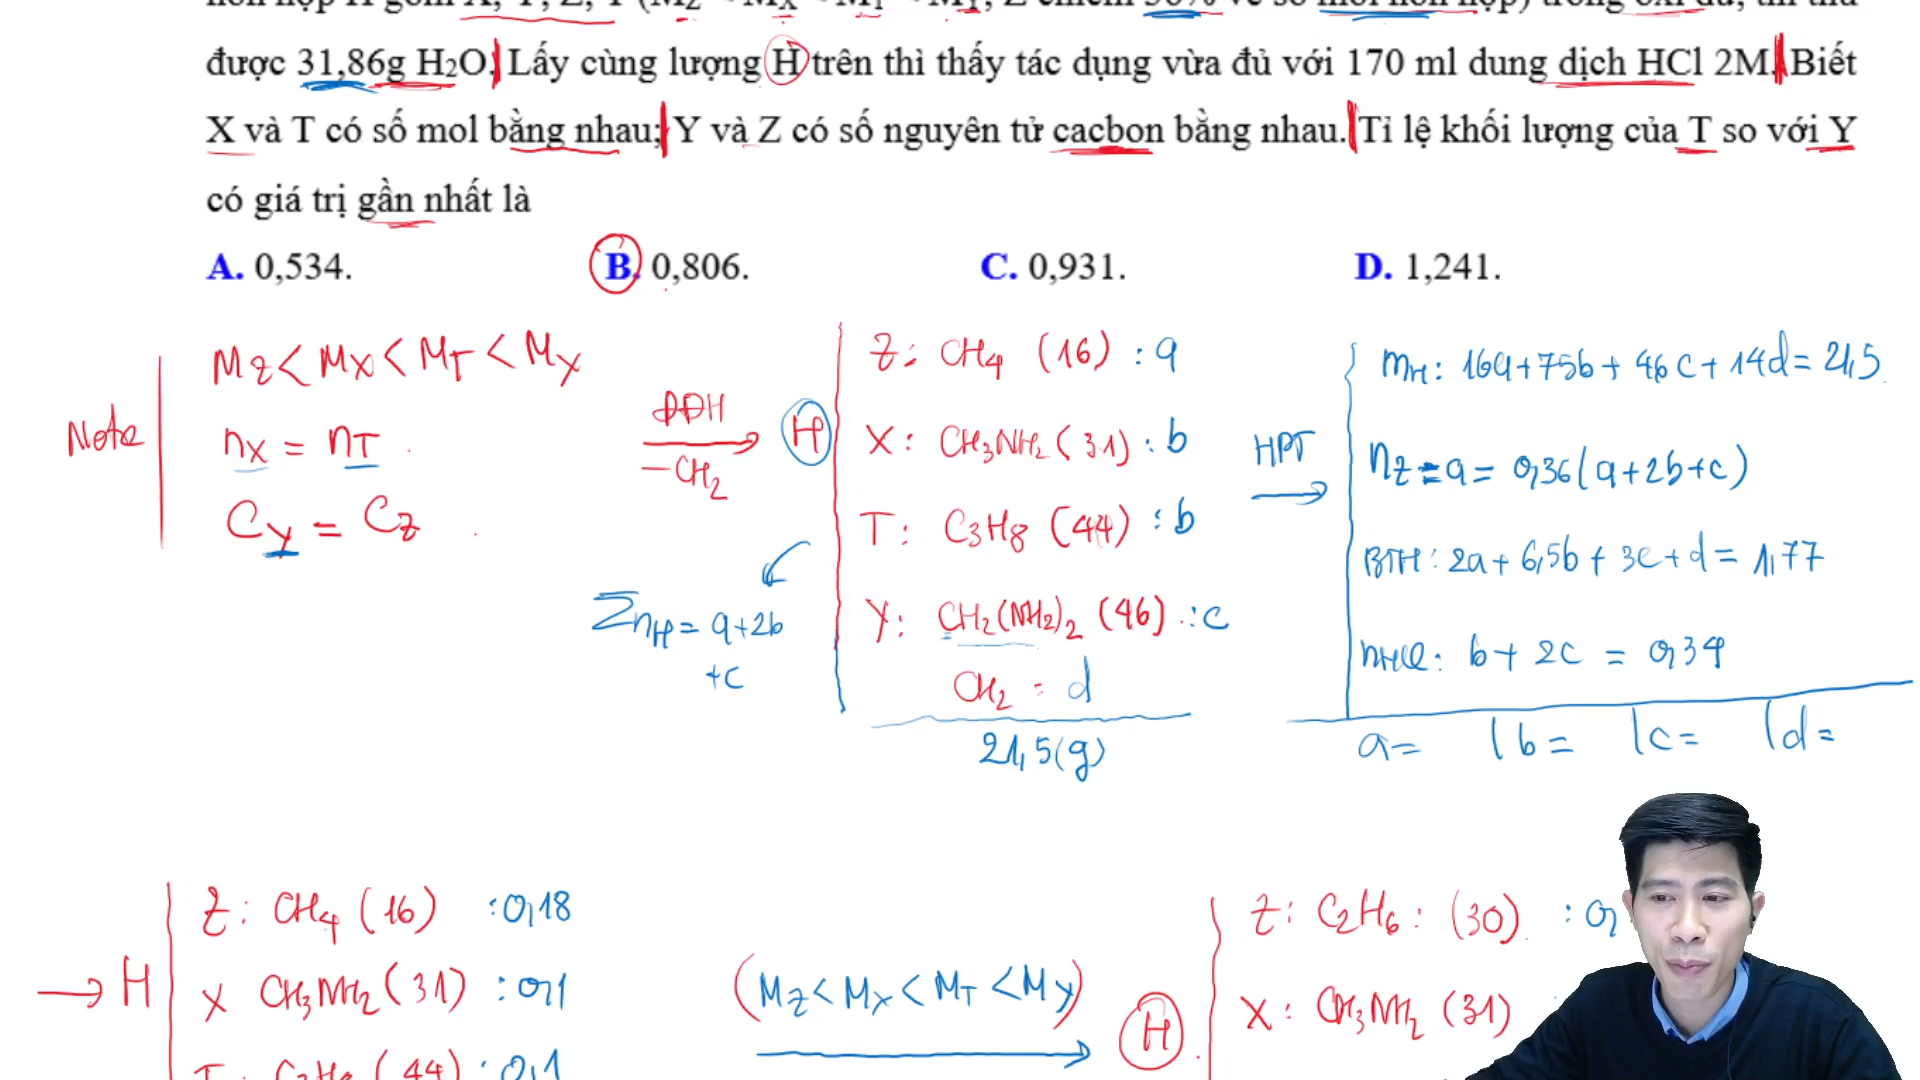 được 31,86g H2O. Lấy cùng lượng H trên thì thấy tác dụng vừa đủ với 170 ml dung dịch HCl 2M. Biết
X và T có số mol bằng nhau; Y và Z có số nguyên tử cacbon bằng nhau. Tỉ lệ khối lượng của T so với Y
có giá trị gần nhất là
A. 0,534. B. 0,806. C. 0,931. D. 1,241.
Note
Mz < Mx < MT < My
nx = nT
Cy = Cz
ĐĐH
-CH2
H
Z: CH4 (16) : a
X: CH3NH2 (31) : b
T: C3H8 (44) : b
Y: CH2(NH2)2 (46) : c
CH2 : d
21,5(g)
ΣnH = a+2b
+c
HPT
mH: 16a+75b+46c+14d=21,5
nZ = a = 0,36(a+2b+c)
BTH: 2a+6,5b+3c+d=1,77
nHCl: b+2c = 0,34
a= | b= | c= | d=
→ H
Z: CH4 (16) : 0,18
X CH3NH2 (31) : 0,1
T: C3H8 (44) : 0,1
(Mz < Mx < MT < My)
H
Z: C2H6: (30) : 0,
X: CH3NH2 (31)